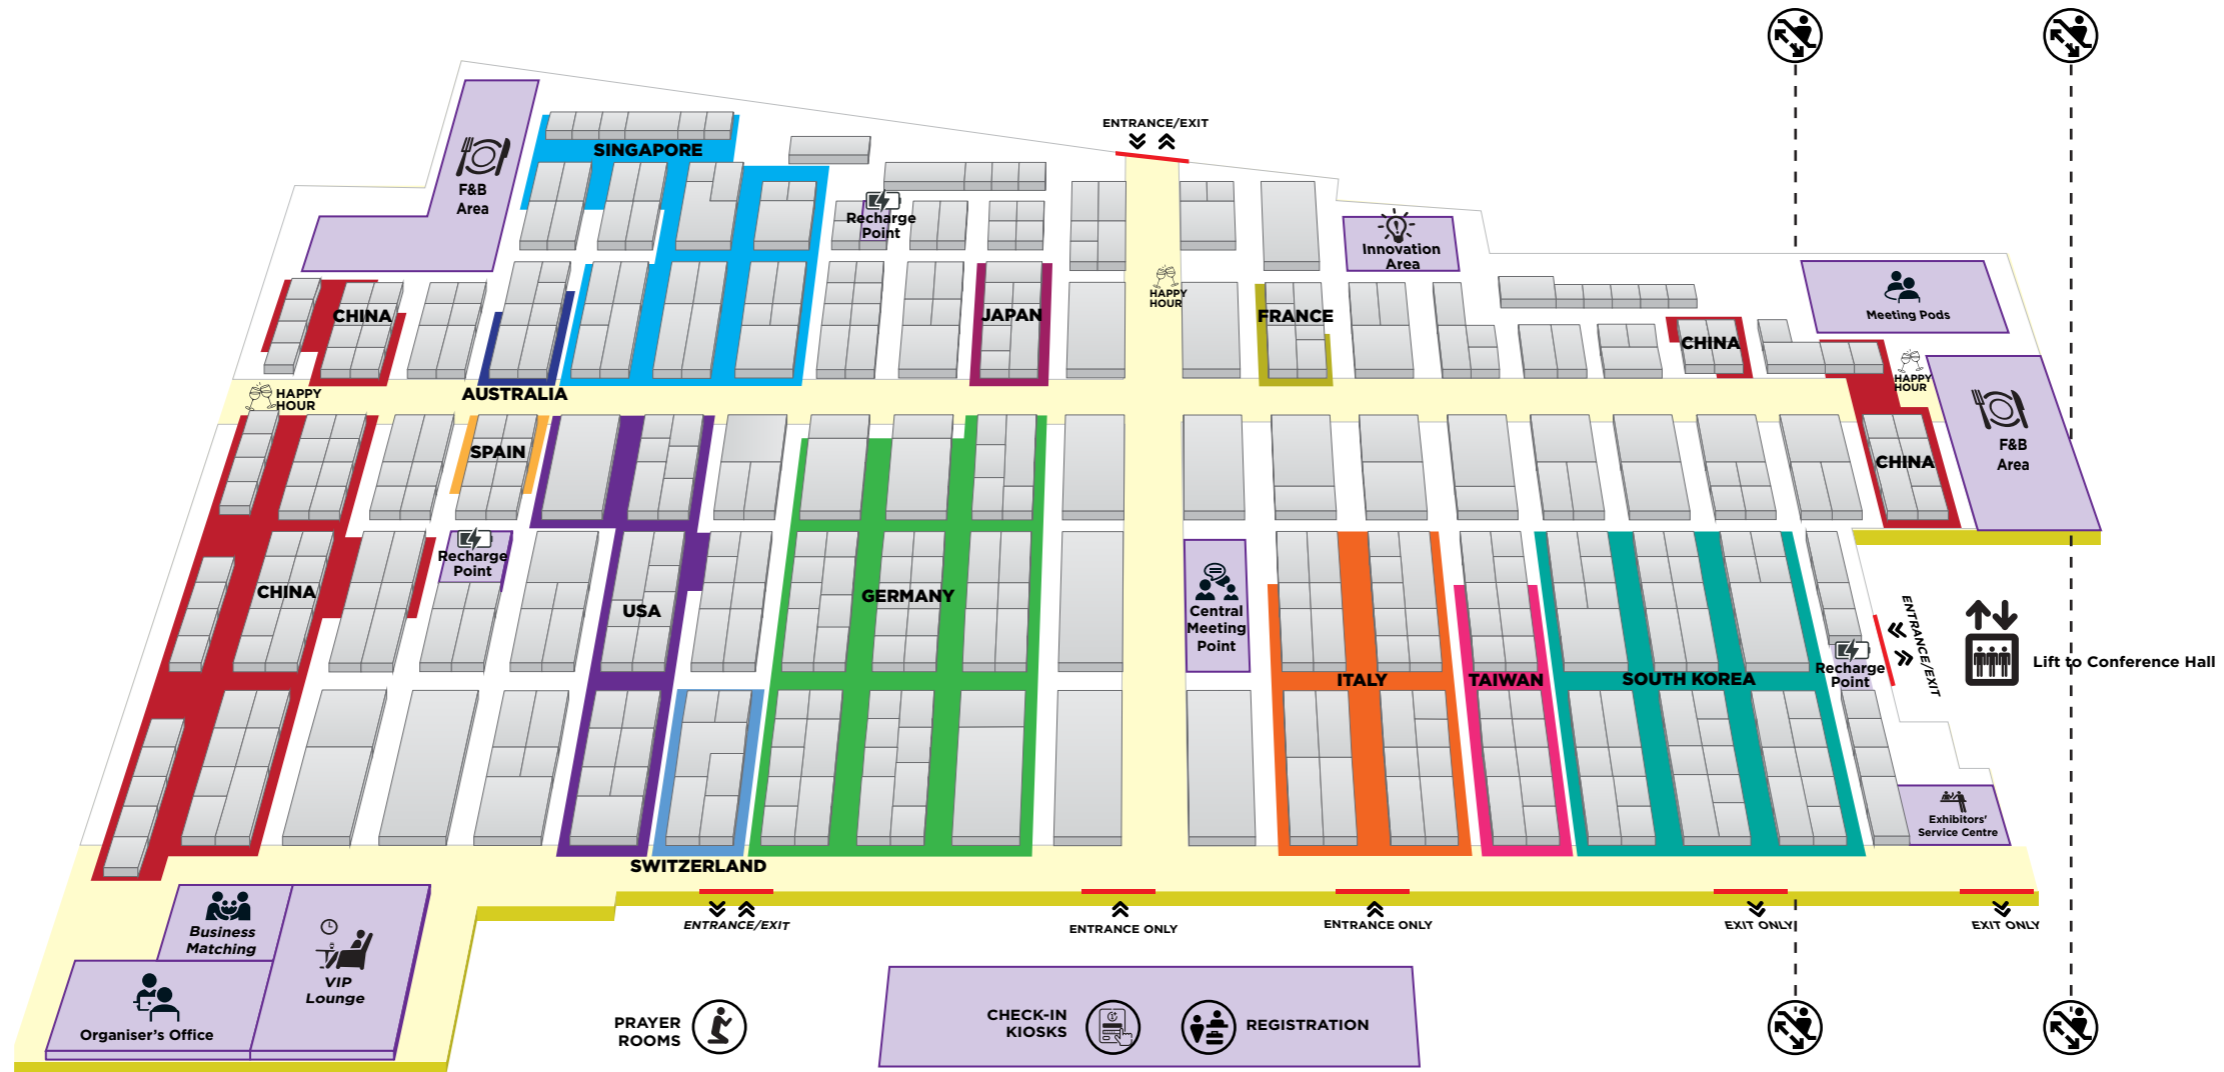 ENTRANCE/EXIT
SINGAPORE
F&B
Area
Recharge
Point
Innovation
Area
HAPPY
HOUR
Meeting Pods
CHINA
JAPAN
FRANCE
CHINA
HAPPY
HOUR
AUSTRALIA
HAPPY
HOUR
SPAIN
CHINA
F&B
Area
Recharge
Point
CHINA
USA
GERMANY
Central
Meeting
Point
ENTRANCE/EXIT
Lift to Conference Hall
Recharge
Point
ITALY
TAIWAN
SOUTH KOREA
Exhibitors'
Service Centre
SWITZERLAND
ENTRANCE/EXIT
ENTRANCE ONLY
ENTRANCE ONLY
EXIT ONLY
EXIT ONLY
Business
Matching
VIP
Lounge
Organiser's Office
PRAYER
ROOMS
CHECK-IN
KIOSKS
REGISTRATION